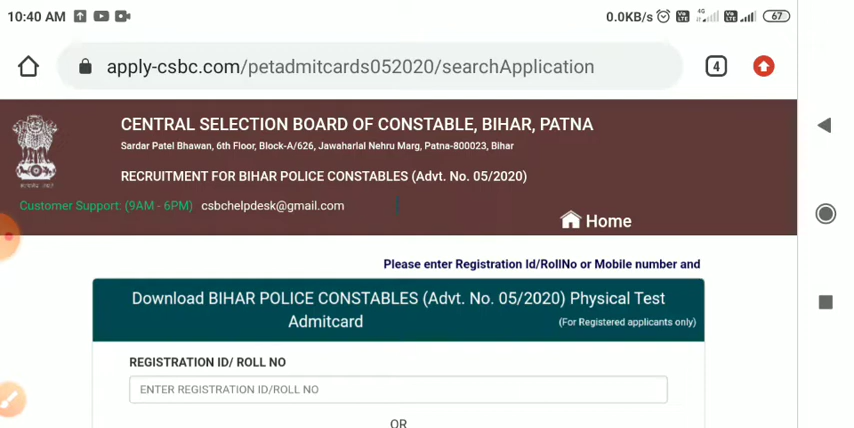 10:40 AM
0.0KB/s
4G
67
apply-csbc.com/petadmitcards052020/searchApplication
4
CENTRAL SELECTION BOARD OF CONSTABLE, BIHAR, PATNA
Sardar Patel Bhawan, 6th Floor, Block-A/626, Jawaharlal Nehru Marg, Patna-800023, Bihar
RECRUITMENT FOR BIHAR POLICE CONSTABLES (Advt. No. 05/2020)
Customer Support: (9AM - 6PM) csbchelpdesk@gmail.com
Home
Please enter Registration Id/RollNo or Mobile number and
Download BIHAR POLICE CONSTABLES (Advt. No. 05/2020) Physical Test
Admitcard
(For Registered applicants only)
REGISTRATION ID/ ROLL NO
ENTER REGISTRATION ID/ROLL NO
OR